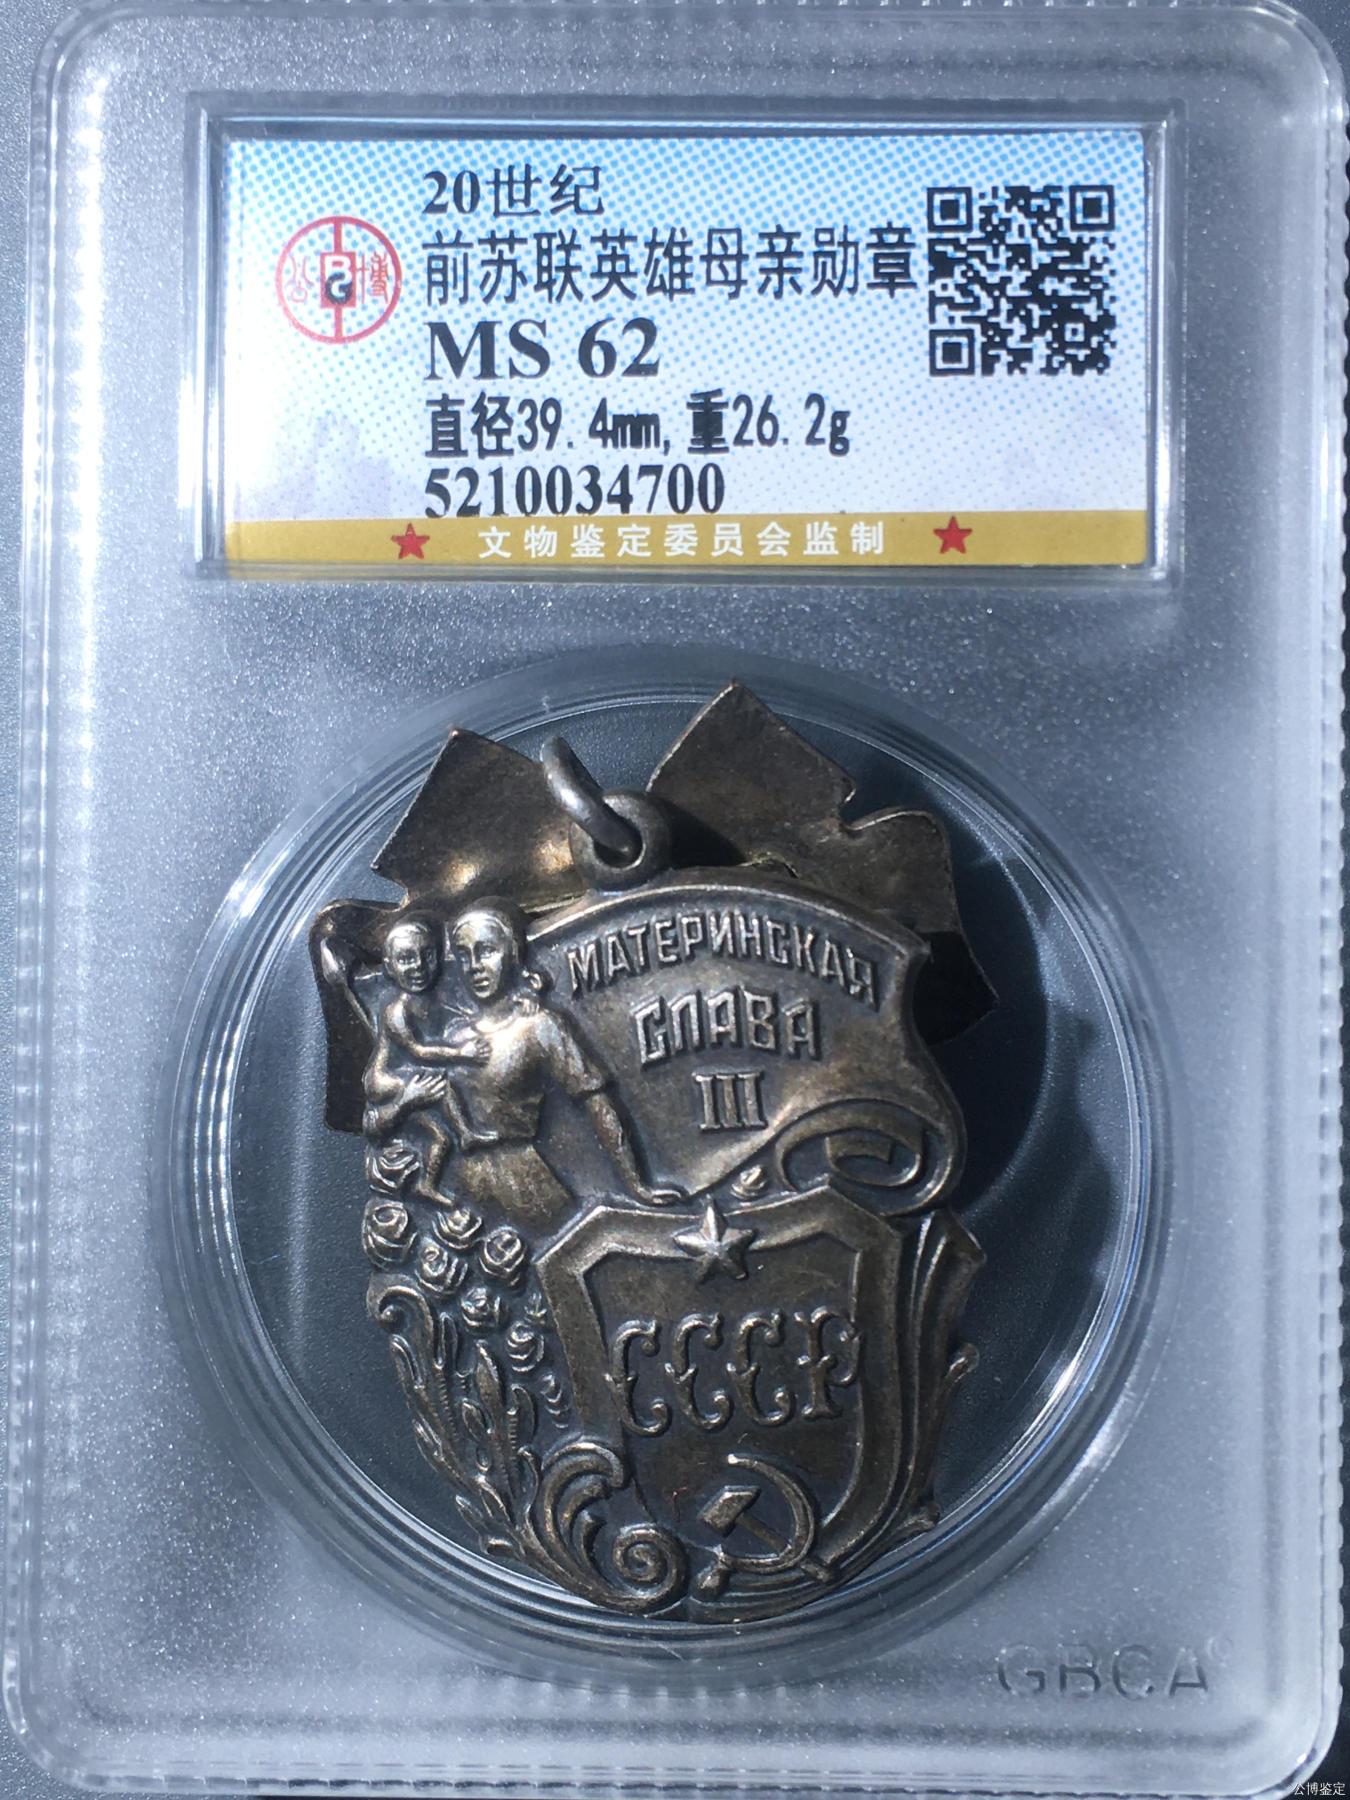 20世纪
前苏联英雄母亲勋章
MS 62
直径39.4mm,重26.2g
5210034700
公 博
文物鉴定委员会监制
МАТЕРИНСКАЯ
СЛАВА
III
СССР
GBCA
公博鉴定